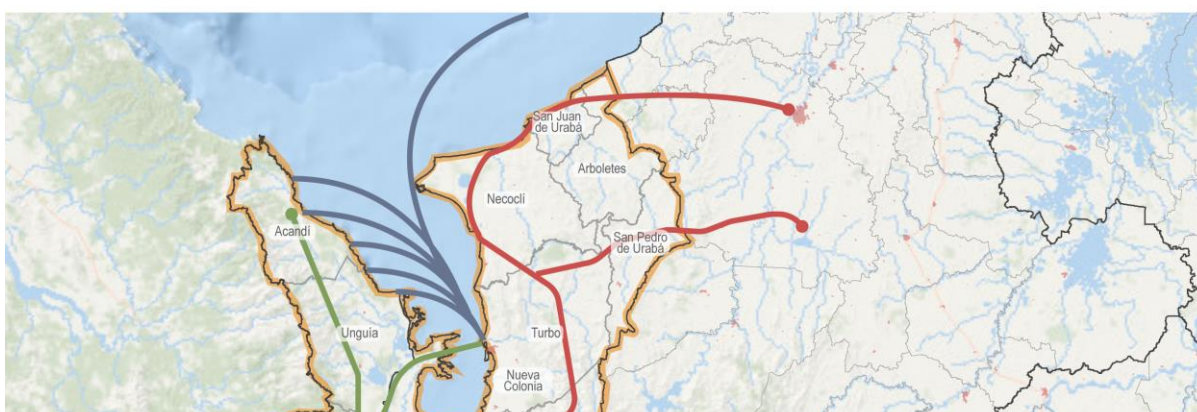 San Juan
de Urabá
Arboletes
Necoclí
Acandí
San Pedro
de Urabá
Unguía
Turbo
Nueva
Colonia